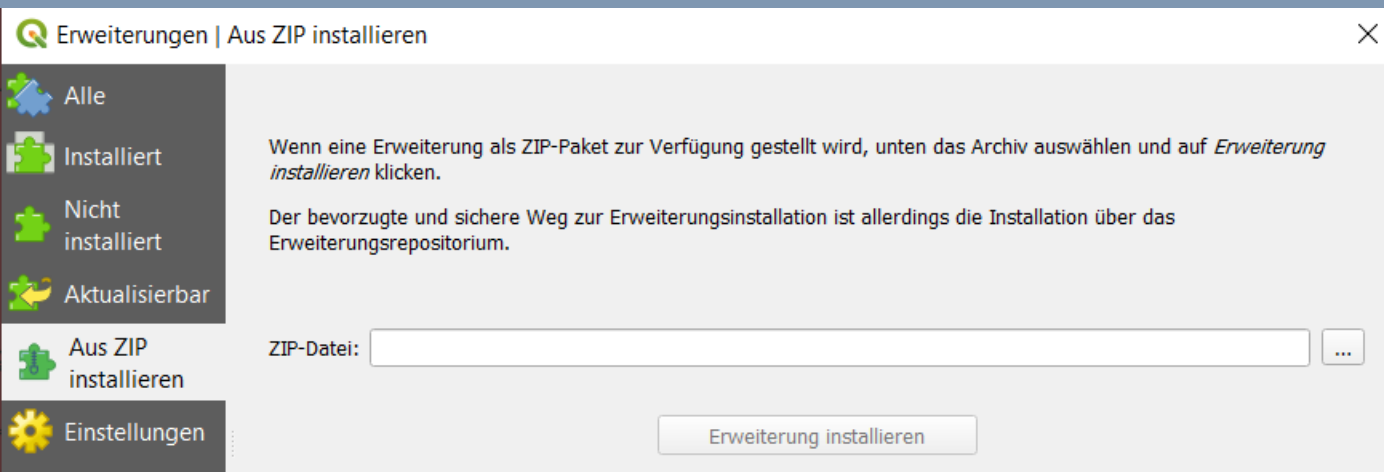 Erweiterungen | Aus ZIP installieren
Alle
Installiert
Nicht
installiert
Aktualisierbar
Aus ZIP
installieren
Einstellungen
Wenn eine Erweiterung als ZIP-Paket zur Verfügung gestellt wird, unten das Archiv auswählen und auf Erweiterung
installieren klicken.
Der bevorzugte und sichere Weg zur Erweiterungsinstallation ist allerdings die Installation über das
Erweiterungsrepositorium.
ZIP-Datei:
...
Erweiterung installieren